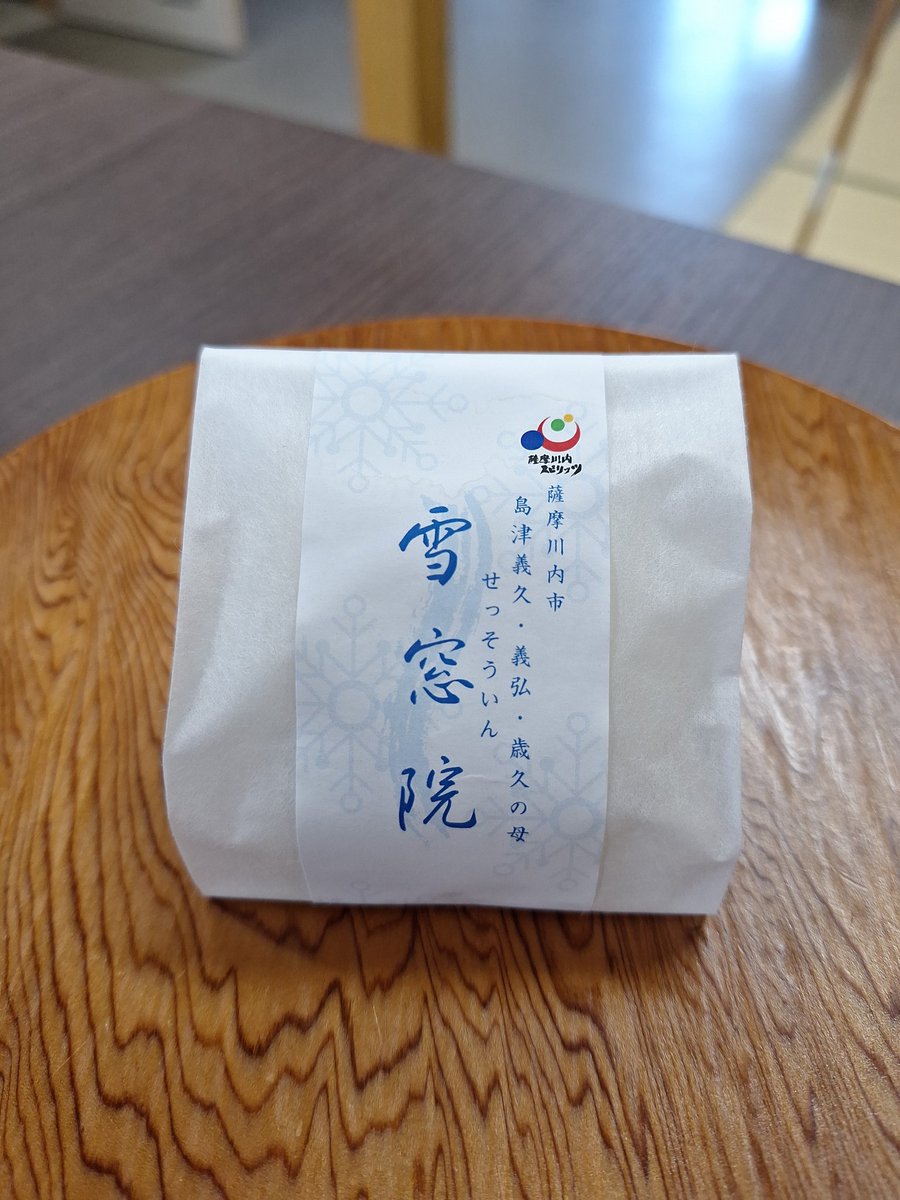 薩摩川内
スピリッツ
薩摩川内市
島津義久・義弘・歳久の母
せっそういん
雪窓院